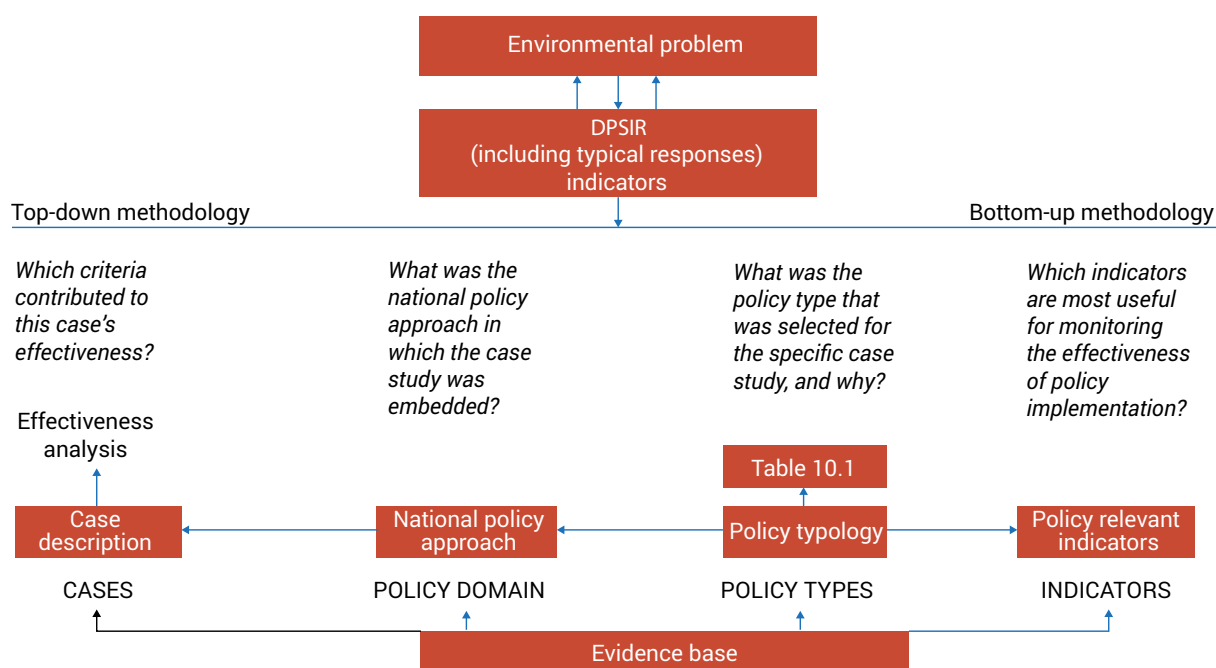 Environmental problem
DPSIR
(including typical responses)
indicators
Top-down methodology
Bottom-up methodology
Which criteria
contributed to
this case's
effectiveness?
What was the
national policy
approach in
which the case
study was
embedded?
What was the
policy type that
was selected for
the specific case
study, and why?
Which indicators
are most useful
for monitoring
the effectiveness
of policy
implementation?
Effectiveness
analysis
Table 10.1
Case
description
National policy
approach
Policy typology
Policy relevant
indicators
CASES
POLICY DOMAIN
POLICY TYPES
INDICATORS
Evidence base